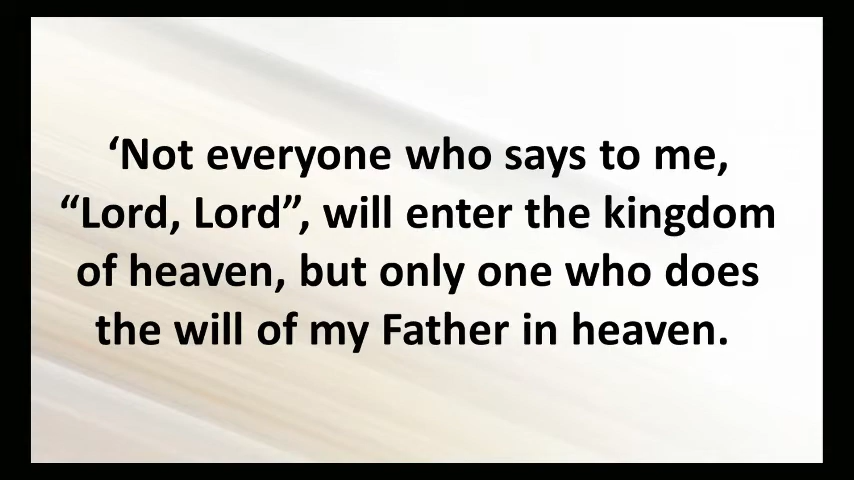 ‘Not everyone who says to me,
“Lord, Lord”, will enter the kingdom
of heaven, but only one who does
the will of my Father in heaven.